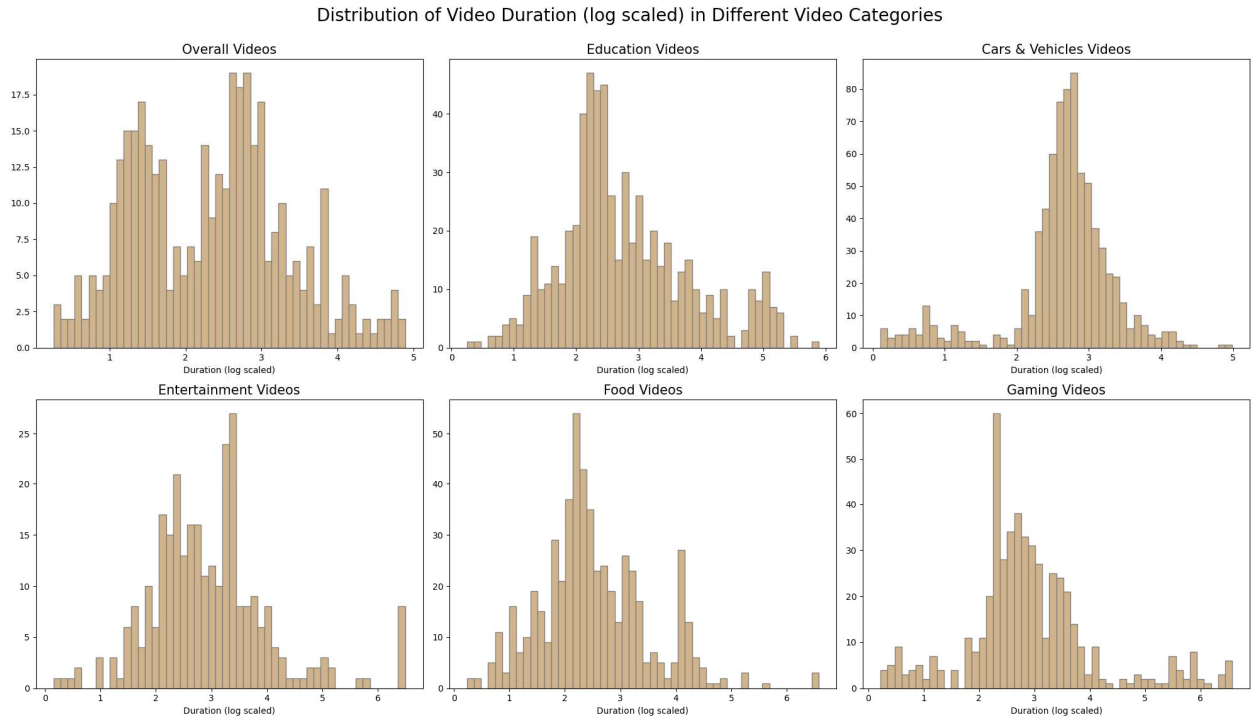 Distribution of Video Duration (log scaled) in Different Video Categories
Overall Videos
17.5
15.0
12.5
10.0
7.5
5.0
2.5
0.0
1 2 3 4 5
Duration (log scaled)
Education Videos
40
30
20
10
0
0 1 2 3 4 5 6
Duration (log scaled)
Cars & Vehicles Videos
80
70
60
50
40
30
20
10
0
0 1 2 3 4 5
Duration (log scaled)
Entertainment Videos
25
20
15
10
5
0
0 1 2 3 4 5 6
Duration (log scaled)
Food Videos
50
40
30
20
10
0
0 1 2 3 4 5 6
Duration (log scaled)
Gaming Videos
60
50
40
30
20
10
0
0 1 2 3 4 5 6
Duration (log scaled)